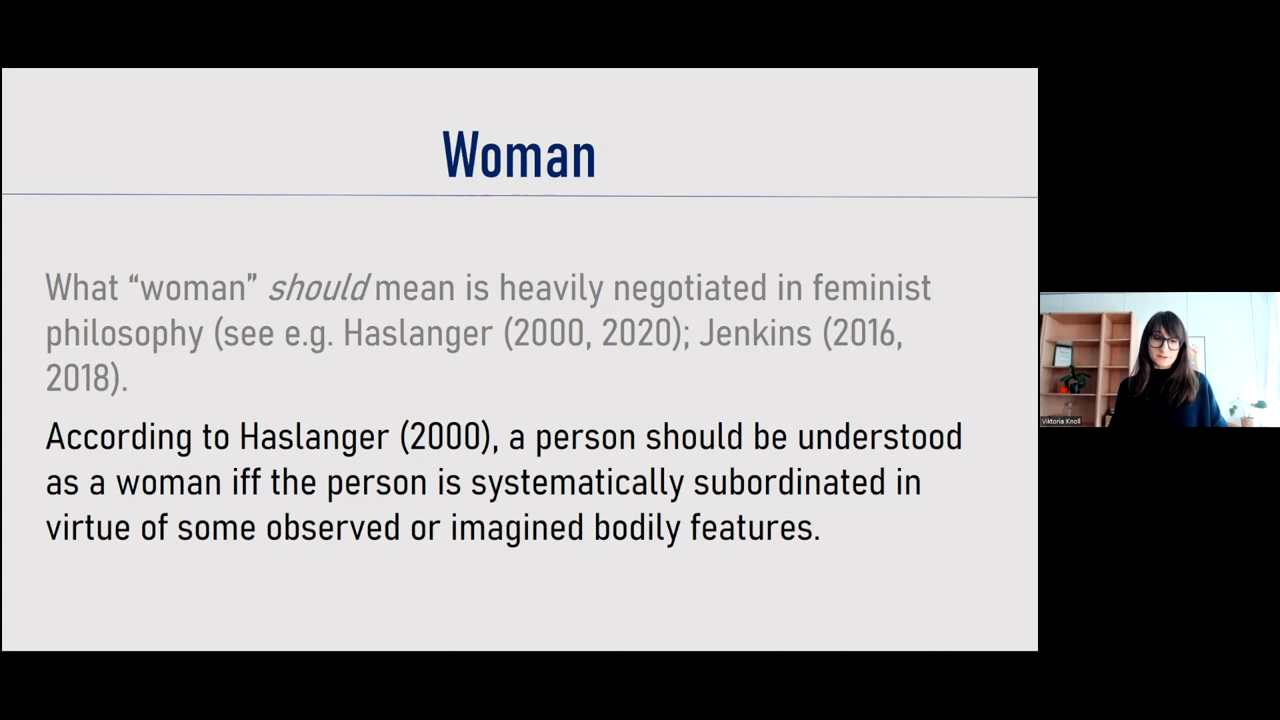 Woman
What “woman” should mean is heavily negotiated in feminist
philosophy (see e.g. Haslanger (2000, 2020); Jenkins (2016,
2018).
According to Haslanger (2000), a person should be understood
as a woman iff the person is systematically subordinated in
virtue of some observed or imagined bodily features.
Viktoria Knoll